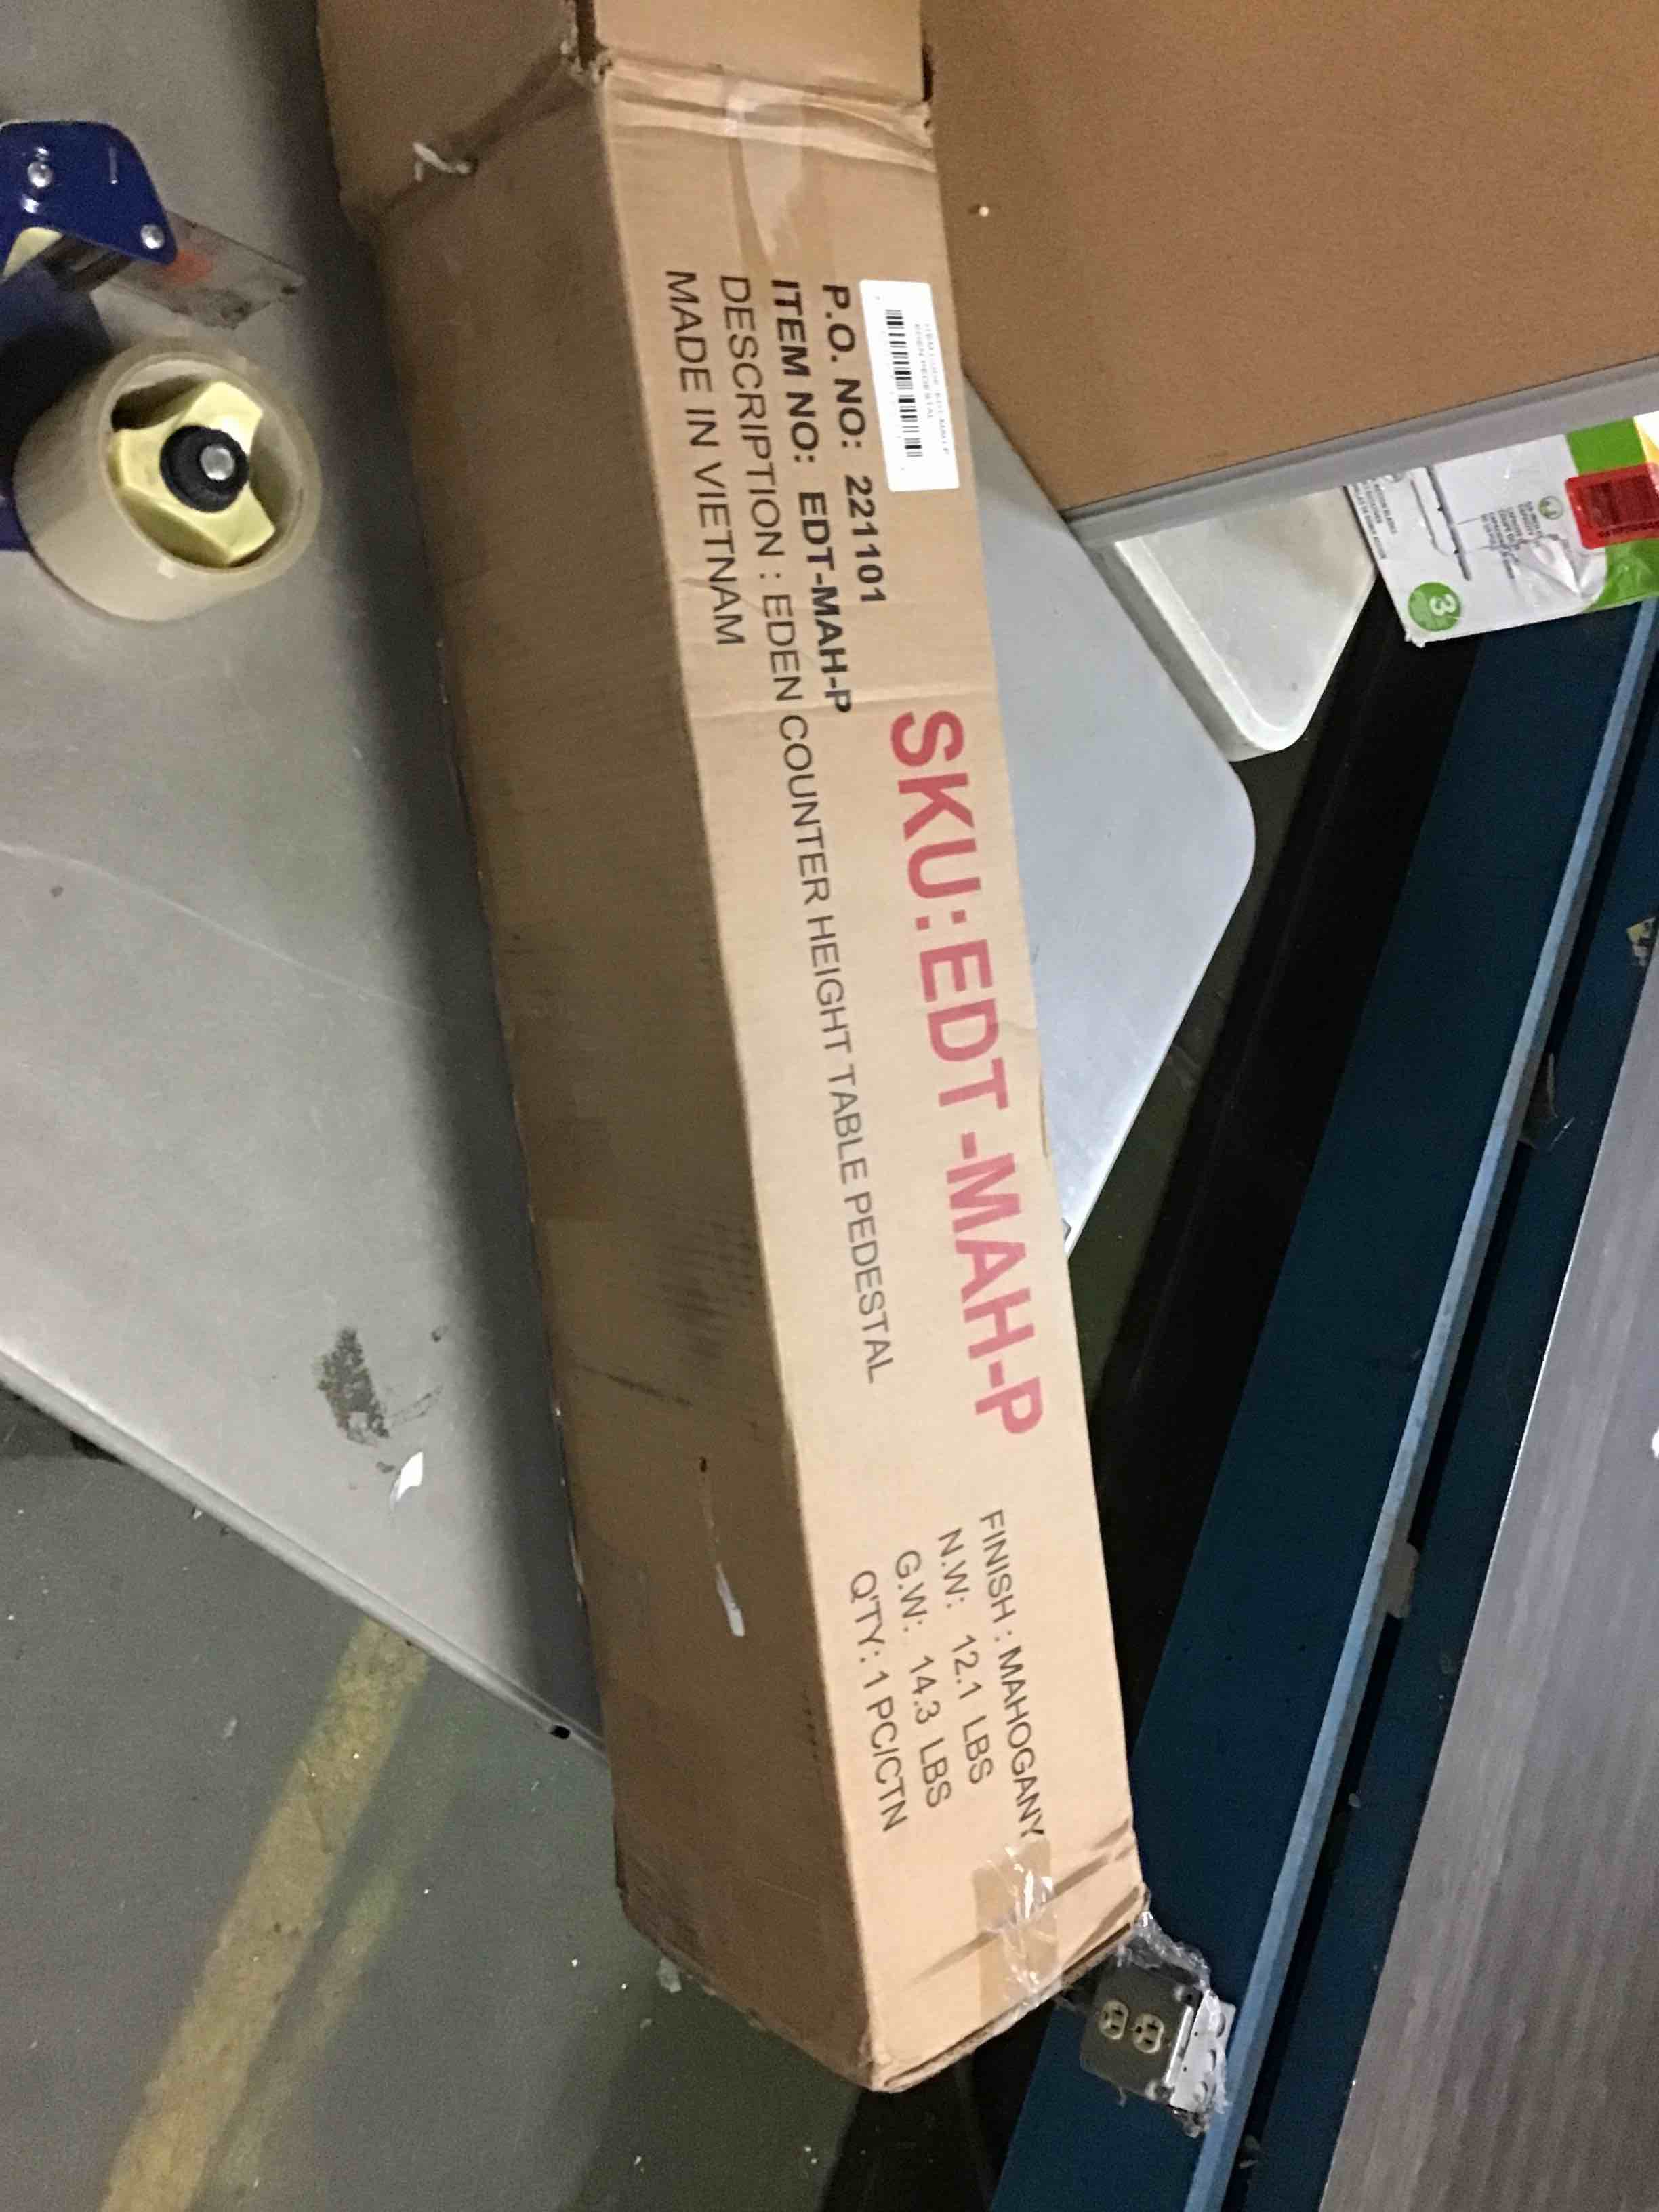 SKU:EDT-MAH-P
P.O. NO: 221101
ITEM NO: EDT-MAH-P
DESCRIPTION : EDEN COUNTER HEIGHT TABLE PEDESTAL
MADE IN VIETNAM
FINISH : MAHOGANY
N.W: 12.1 LBS
G.W: 14.3 LBS
Q'TY: 1 PC/CTN
3